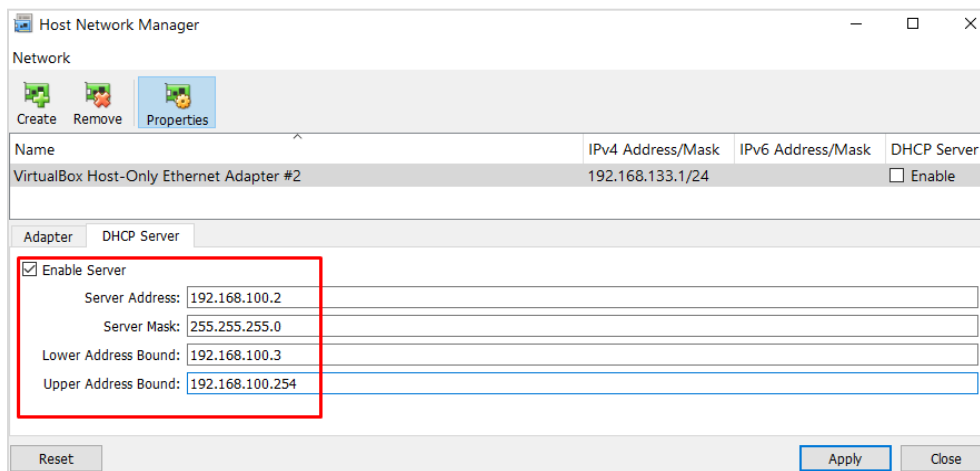 Host Network Manager
Network
Create Remove Properties
Name IPv4 Address/Mask IPv6 Address/Mask DHCP Server
VirtualBox Host-Only Ethernet Adapter #2 192.168.133.1/24 Enable
Adapter DHCP Server
Enable Server
Server Address: 192.168.100.2
Server Mask: 255.255.255.0
Lower Address Bound: 192.168.100.3
Upper Address Bound: 192.168.100.254
Reset Apply Close